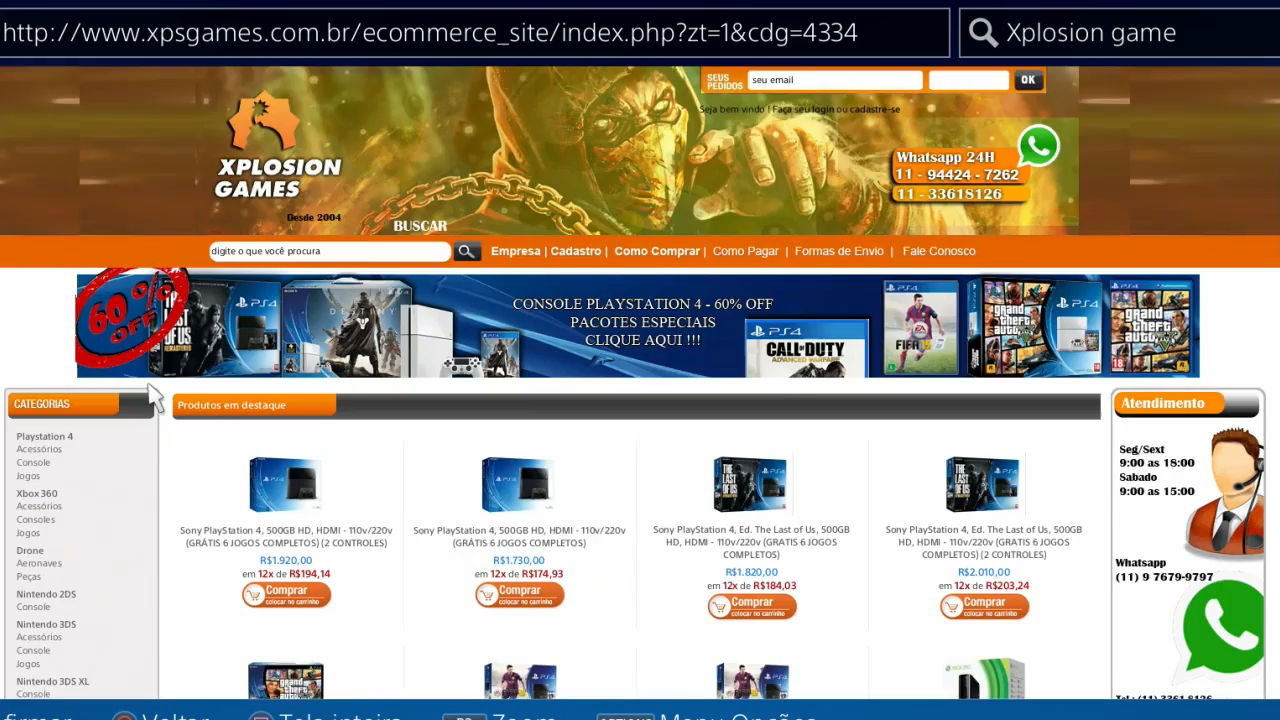 http://www.xpsgames.com.br/ecommerce_site/index.php?zt=1&cdg=4334
Xplosion game
SEUS PEDIDOS
seu email
OK
Seja bem vindo ! Faça seu login ou cadastre-se
XPLOSION
GAMES
Desde 2004
Whatsapp 24H
11 - 94424 - 7262
11 - 33618126
BUSCAR
digite o que você procura
Empresa | Cadastro | Como Comprar | Como Pagar | Formas de Envio | Fale Conosco
60% OFF
DESTINY
PS4
CONSOLE PLAYSTATION 4 - 60% OFF
PACOTES ESPECIAIS
CLIQUE AQUI !!!
PS4
CALL OF DUTY
ADVANCED WARFARE
FIFA 15
PS4
grand theft auto
CATEGORIAS
Playstation 4
Acessórios
Console
Jogos
Xbox 360
Acessórios
Consoles
Jogos
Drone
Aeronaves
Peças
Nintendo 2DS
Console
Nintendo 3DS
Acessórios
Console
Jogos
Nintendo 3DS XL
Console
Produtos em destaque
Sony PlayStation 4, 500GB HD, HDMI - 110v/220v
(GRÁTIS 6 JOGOS COMPLETOS) (2 CONTROLES)
R$1.920,00
em 12x de R$194,14
Comprar
colocar no carrinho
Sony PlayStation 4, 500GB HD, HDMI - 110v/220v
(GRÁTIS 6 JOGOS COMPLETOS)
R$1.730,00
em 12x de R$174,93
Comprar
colocar no carrinho
Sony PlayStation 4, Ed. The Last of Us, 500GB
HD, HDMI - 110v/220v (GRATIS 6 JOGOS
COMPLETOS)
R$1.820,00
em 12x de R$184,03
Comprar
colocar no carrinho
Sony PlayStation 4, Ed. The Last of Us, 500GB
HD, HDMI - 110v/220v (GRATIS 6 JOGOS
COMPLETOS) (2 CONTROLES)
R$2.010,00
em 12x de R$203,24
Comprar
colocar no carrinho
Atendimento
Seg/Sext
9:00 as 18:00
Sabado
9:00 as 15:00
Whatsapp
(11) 9 7679-9797
Tel : (11) 3361 8126
Voltar
Tela inteira
Zoom
OPTIONS
Menu Opções